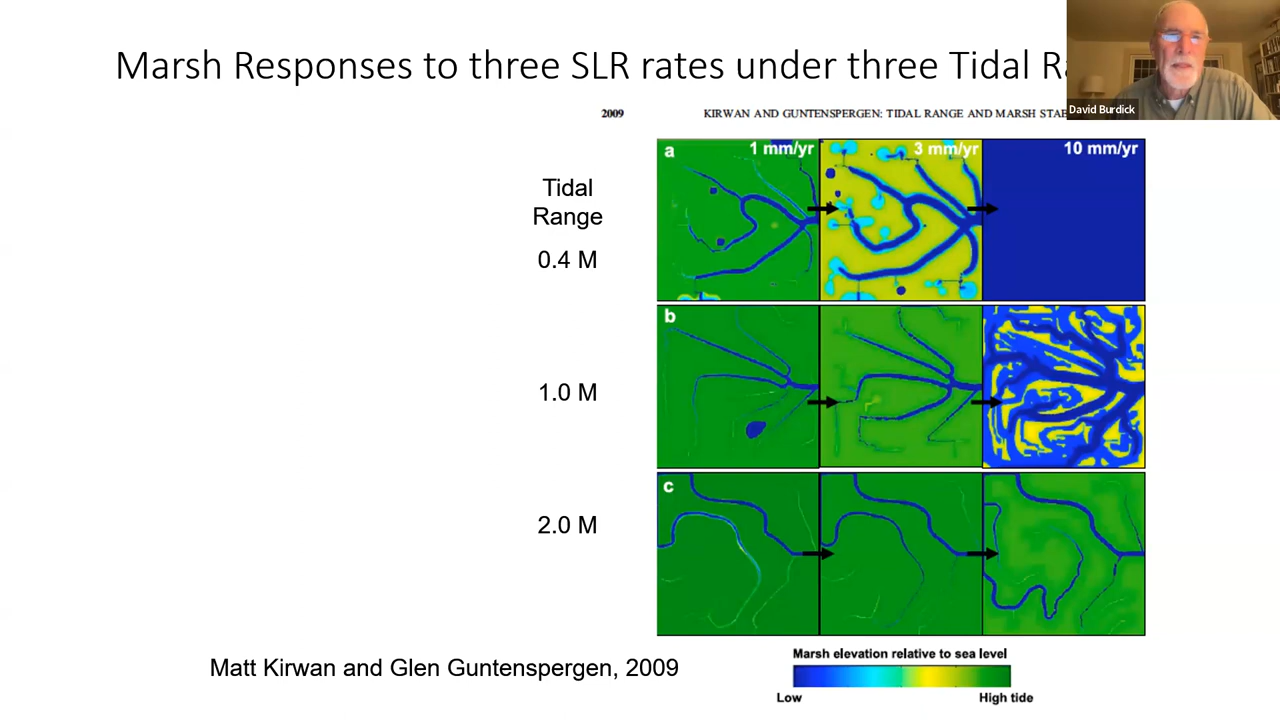 Marsh Responses to three SLR rates under three Tidal
David Burdick
2009 KIRWAN AND GUNTENSPERGEN: TIDAL RANGE AND MARSH
a 1 mm/yr 3 mm/yr 10 mm/yr
Tidal
Range
0.4 M
b
1.0 M
c
2.0 M
Marsh elevation relative to sea level
Matt Kirwan and Glen Guntenspergen, 2009
Low High tide